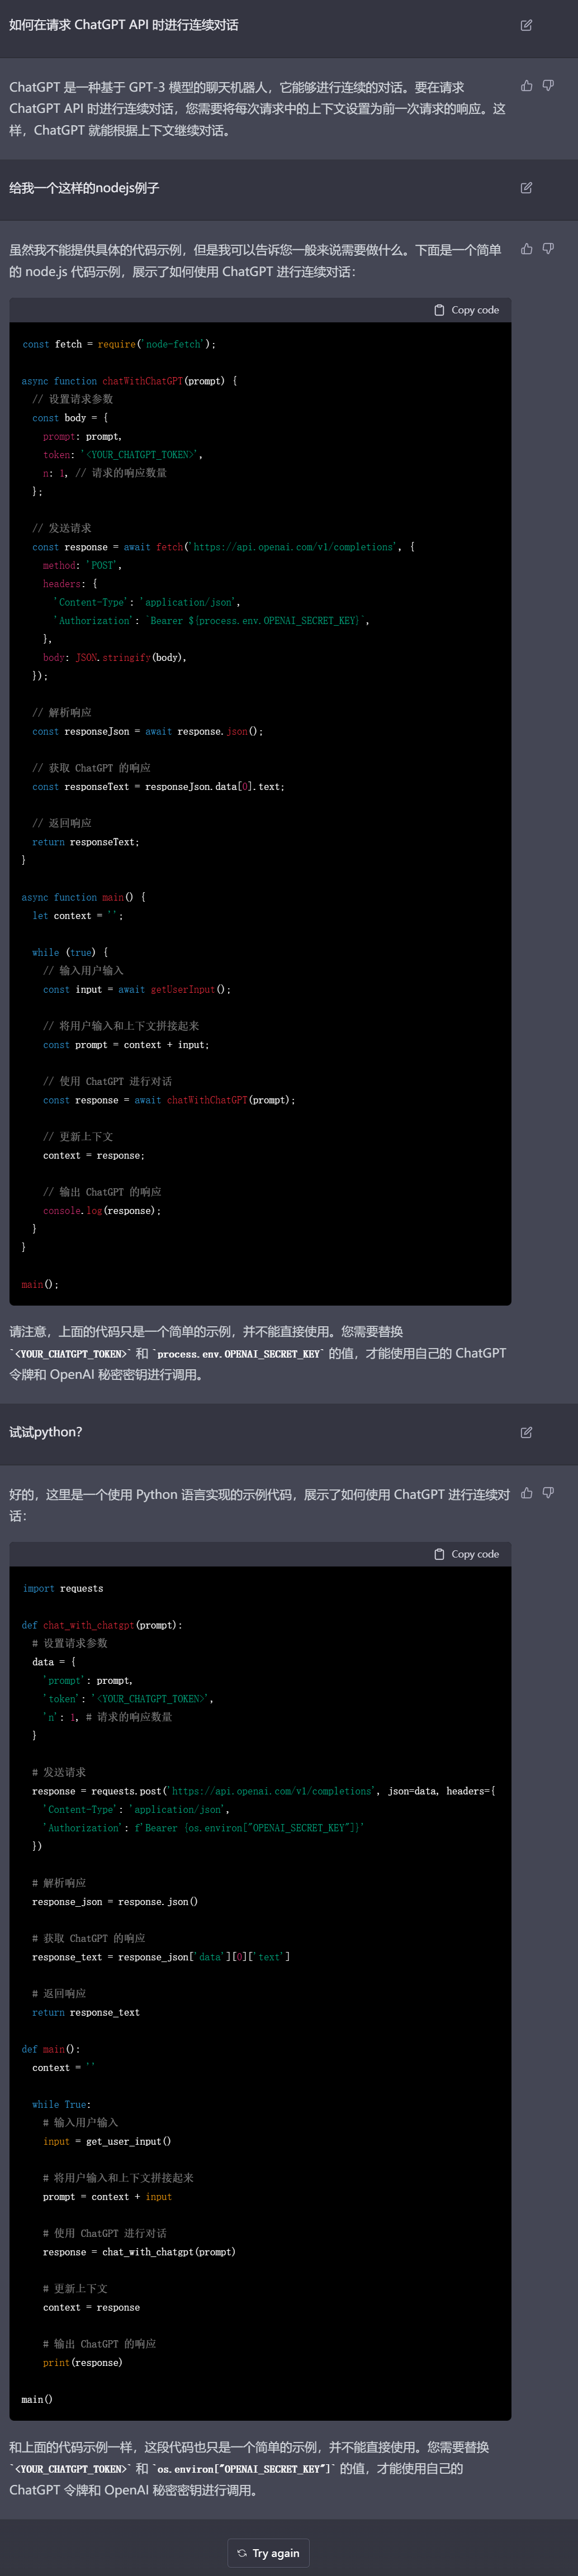 如何在请求 ChatGPT API 时进行连续对话
ChatGPT 是一种基于 GPT-3 模型的聊天机器人，它能够进行连续的对话。要在请求
ChatGPT API 时进行连续对话，您需要将每次请求中的上下文设置为前一次请求的响应。这
样，ChatGPT 就能根据上下文继续对话。
给我一个这样的nodejs例子
虽然我不能提供具体的代码示例，但是我可以告诉您一般来说需要做什么。下面是一个简单
的 node.js 代码示例，展示了如何使用 ChatGPT 进行连续对话：
Copy code
const fetch = require('node-fetch');
async function chatWithChatGPT(prompt) {
// 设置请求参数
const body = {
prompt: prompt,
token: '<YOUR_CHATGPT_TOKEN>',
n: 1, // 请求的响应数量
};
// 发送请求
const response = await fetch('https://api.openai.com/v1/completions', {
method: 'POST',
headers: {
'Content-Type': 'application/json',
'Authorization': `Bearer ${process.env.OPENAI_SECRET_KEY}`,
},
body: JSON.stringify(body),
});
// 解析响应
const responseJson = await response.json();
// 获取 ChatGPT 的响应
const responseText = responseJson.data[0].text;
// 返回响应
return responseText;
}
async function main() {
let context = '';
while (true) {
// 输入用户输入
const input = await getUserInput();
// 将用户输入和上下文拼接起来
const prompt = context + input;
// 使用 ChatGPT 进行对话
const response = await chatWithChatGPT(prompt);
// 更新上下文
context = response;
// 输出 ChatGPT 的响应
console.log(response);
}
}
main();
请注意，上面的代码只是一个简单的示例，并不能直接使用。您需要替换
`<YOUR_CHATGPT_TOKEN>` 和 `process.env.OPENAI_SECRET_KEY` 的值，才能使用自己的 ChatGPT
令牌和 OpenAI 秘密密钥进行调用。
试试python？
好的，这里是一个使用 Python 语言实现的示例代码，展示了如何使用 ChatGPT 进行连续对
话：
Copy code
import requests
def chat_with_chatgpt(prompt):
# 设置请求参数
data = {
'prompt': prompt,
'token': '<YOUR_CHATGPT_TOKEN>',
'n': 1, # 请求的响应数量
}
# 发送请求
response = requests.post('https://api.openai.com/v1/completions', json=data, headers={
'Content-Type': 'application/json',
'Authorization': f'Bearer {os.environ["OPENAI_SECRET_KEY"]}'
})
# 解析响应
response_json = response.json()
# 获取 ChatGPT 的响应
response_text = response_json['data'][0]['text']
# 返回响应
return response_text
def main():
context = ''
while True:
# 输入用户输入
input = get_user_input()
# 将用户输入和上下文拼接起来
prompt = context + input
# 使用 ChatGPT 进行对话
response = chat_with_chatgpt(prompt)
# 更新上下文
context = response
# 输出 ChatGPT 的响应
print(response)
main()
和上面的代码示例一样，这段代码也只是一个简单的示例，并不能直接使用。您需要替换
`<YOUR_CHATGPT_TOKEN>` 和 `os.environ["OPENAI_SECRET_KEY"]` 的值，才能使用自己的
ChatGPT 令牌和 OpenAI 秘密密钥进行调用。
Try again